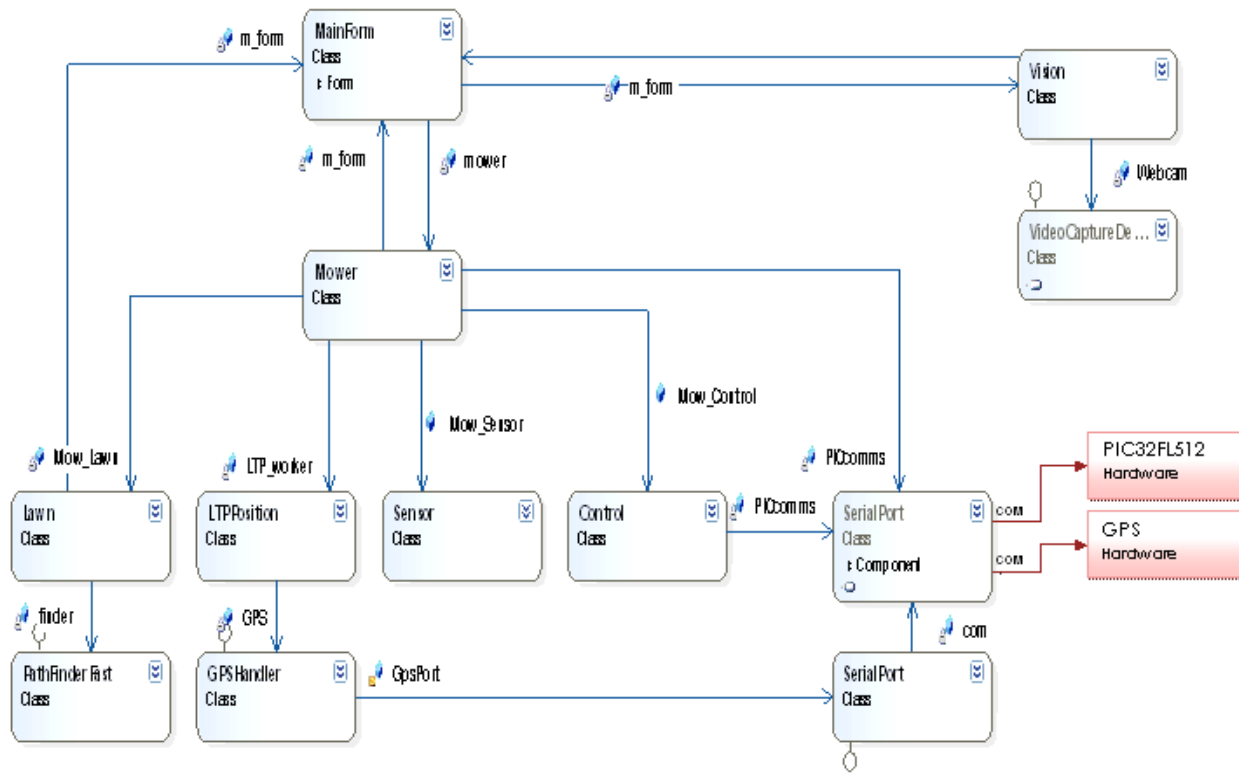 MainForm
Class
Form
m_form
m_form
Vision
Class
m_form
mower
Webcam
VideoCaptureDe ...
Class
Mower
Class
Mow_Control
Mow_Sensor
Mow_Lawn
LTP_worker
PICcomms
PIC32FL512
Hardware
Lawn
Class
LTPPosition
Class
Sensor
Class
Control
Class
PICcomms
SerialPort
Class
Component
COM
COM
GPS
Hardware
finder
GPS
com
PathFinderFast
Class
GPSHandler
Class
GpsPort
SerialPort
Class